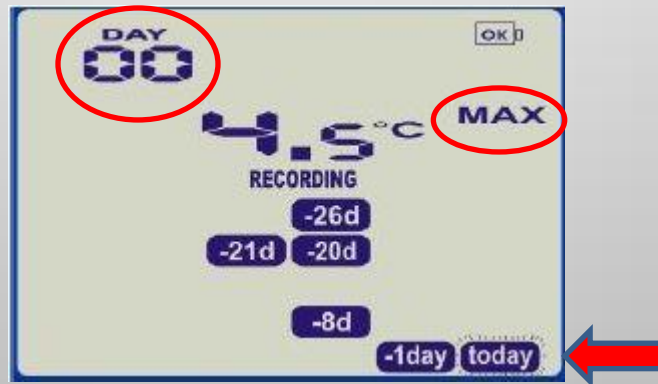 DAY
OK
00
MAX
4.5°C
RECORDING
-26d
-21d -20d
-8d
-1day today